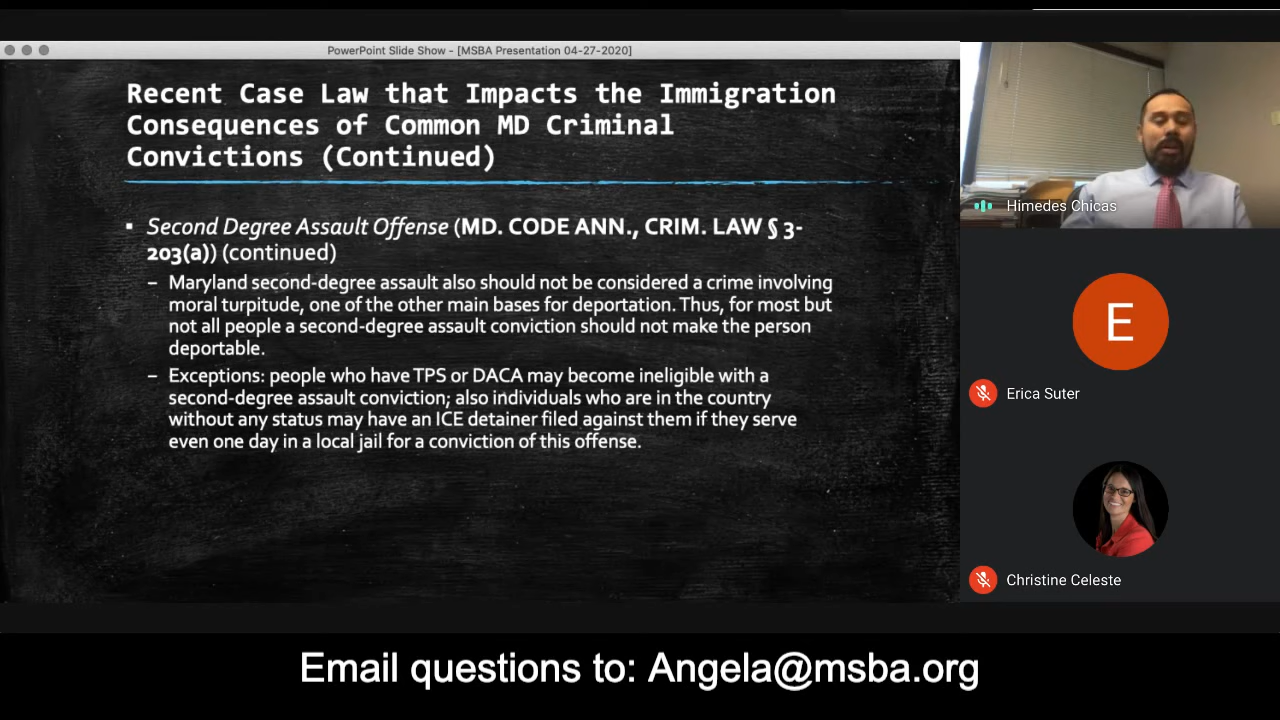 PowerPoint Slide Show - [MSBA Presentation 04-27-2020]
Recent Case Law that Impacts the Immigration
Consequences of Common MD Criminal
Convictions (Continued)
▪ Second Degree Assault Offense (MD. CODE ANN., CRIM. LAW § 3-
203(a)) (continued)
– Maryland second-degree assault also should not be considered a crime involving
moral turpitude, one of the other main bases for deportation. Thus, for most but
not all people a second-degree assault conviction should not make the person
deportable.
– Exceptions: people who have TPS or DACA may become ineligible with a
second-degree assault conviction; also individuals who are in the country
without any status may have an ICE detainer filed against them if they serve
even one day in a local jail for a conviction of this offense.
Himedes Chicas
E
Erica Suter
Christine Celeste
Email questions to: Angela@msba.org